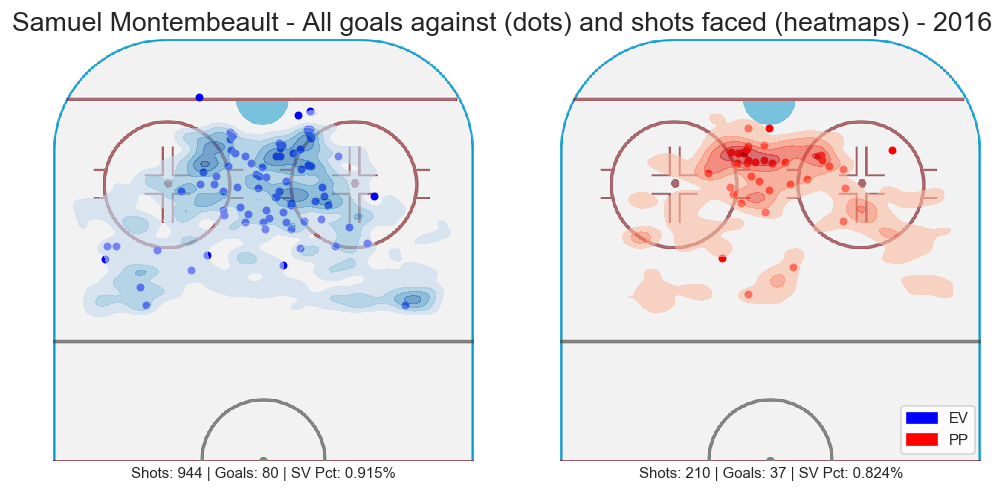 Samuel Montembeault - All goals against (dots) and shots faced (heatmaps) - 2016
EV
PP
Shots: 944 | Goals: 80 | SV Pct: 0.915%
Shots: 210 | Goals: 37 | SV Pct: 0.824%